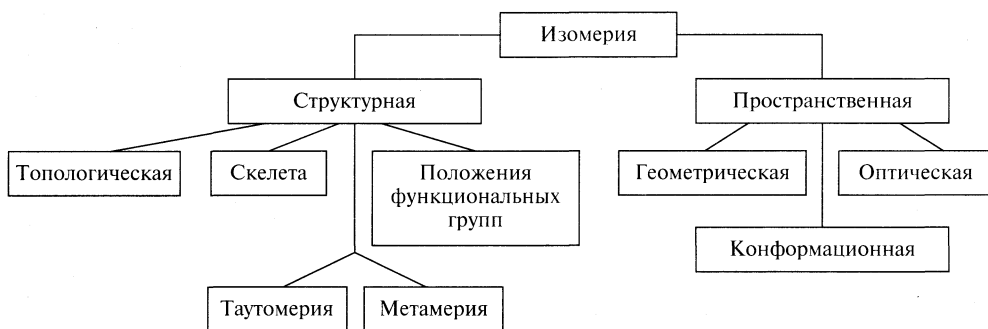 Изомерия
Структурная
Пространственная
Топологическая
Скелета
Положения
функциональных
групп
Геометрическая
Оптическая
Конформационная
Таутомерия
Метамерия